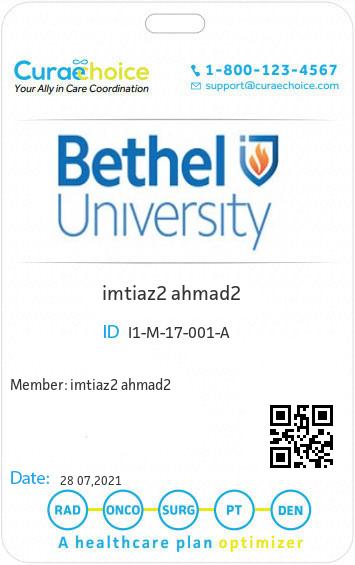 Curaechoice
Your Ally in Care Coordination
1-800-123-4567
support@curaechoice.com
Bethel
University
imtiaz2 ahmad2
ID I1-M-17-001-A
Member: imtiaz2 ahmad2
Date: 28 07,2021
RAD ONCO SURG PT DEN
A healthcare plan optimizer